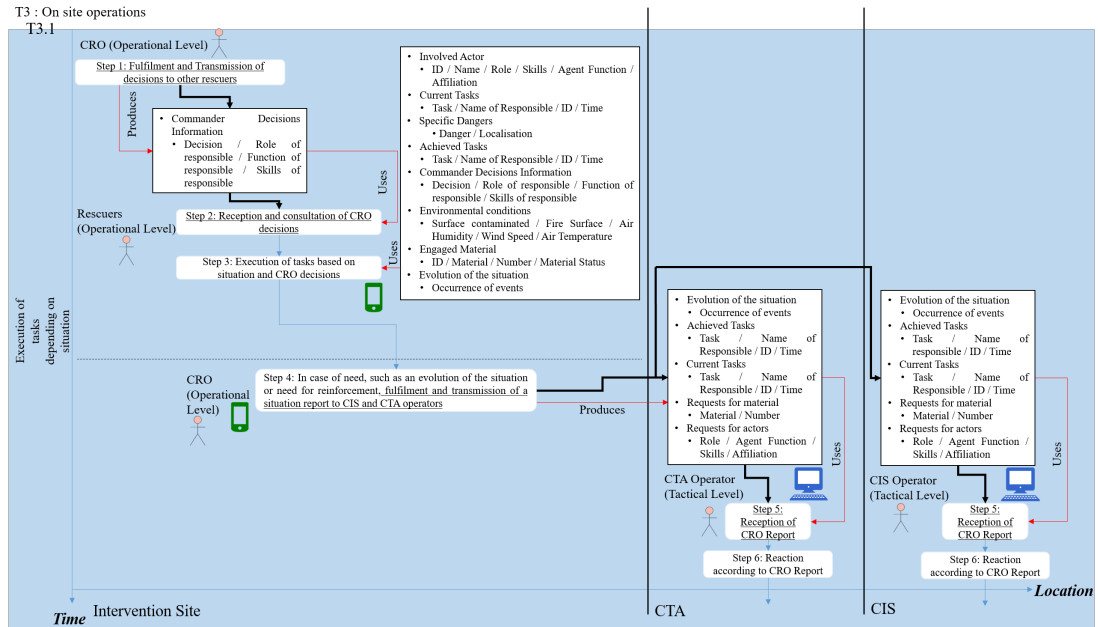 T3 : On site operations
T3.1
CRO (Operational Level)
Step 1: Fulfilment and Transmission of
decisions to other rescuers
Produces
• Commander Decisions
Information
• Decision / Role of
responsible / Function of
responsible / Skills of
responsible
Uses
Rescuers
(Operational Level)
Step 2: Reception and consultation of CRO
decisions
Uses
Step 3: Execution of tasks based on
situation and CRO decisions
• Involved Actor
• ID / Name / Role / Skills / Agent Function /
Affiliation
• Current Tasks
• Task / Name of Responsible / ID / Time
• Specific Dangers
• Danger / Localisation
• Achieved Tasks
• Task / Name of Responsible / ID / Time
• Commander Decisions Information
• Decision / Role of responsible / Function of
responsible / Skills of responsible
• Environmental conditions
• Surface contaminated / Fire Surface / Air
Humidity / Wind Speed / Air Temperature
• Engaged Material
• ID / Material / Number / Material Status
• Evolution of the situation
• Occurrence of events
Execution of
tasks
depending on
situation
CRO
(Operational
Level)
Step 4: In case of need, such as an evolution of the situation
or need for reinforcement, fulfilment and transmission of a
situation report to CIS and CTA operators
Produces
• Evolution of the situation
• Occurrence of events
• Achieved Tasks
• Task / Name of
Responsible / ID / Time
• Current Tasks
• Task / Name of
Responsible / ID / Time
• Requests for material
• Material / Number
• Requests for actors
• Role / Agent Function /
Skills / Affiliation
Uses
CTA Operator
(Tactical Level)
Step 5:
Reception of
CRO Report
Step 6: Reaction
according to CRO Report
• Evolution of the situation
• Occurrence of events
• Achieved Tasks
• Task / Name of
responsible / ID / Time
• Current Tasks
• Task / Name of
Responsible / ID / Time
• Requests for material
• Material / Number
• Requests for actors
• Role / Agent Function /
Skills / Affiliation
Uses
CIS Operator
(Tactical Level)
Step 5:
Reception of
CRO Report
Step 6: Reaction
according to CRO Report
Location
Time
Intervention Site
CTA
CIS